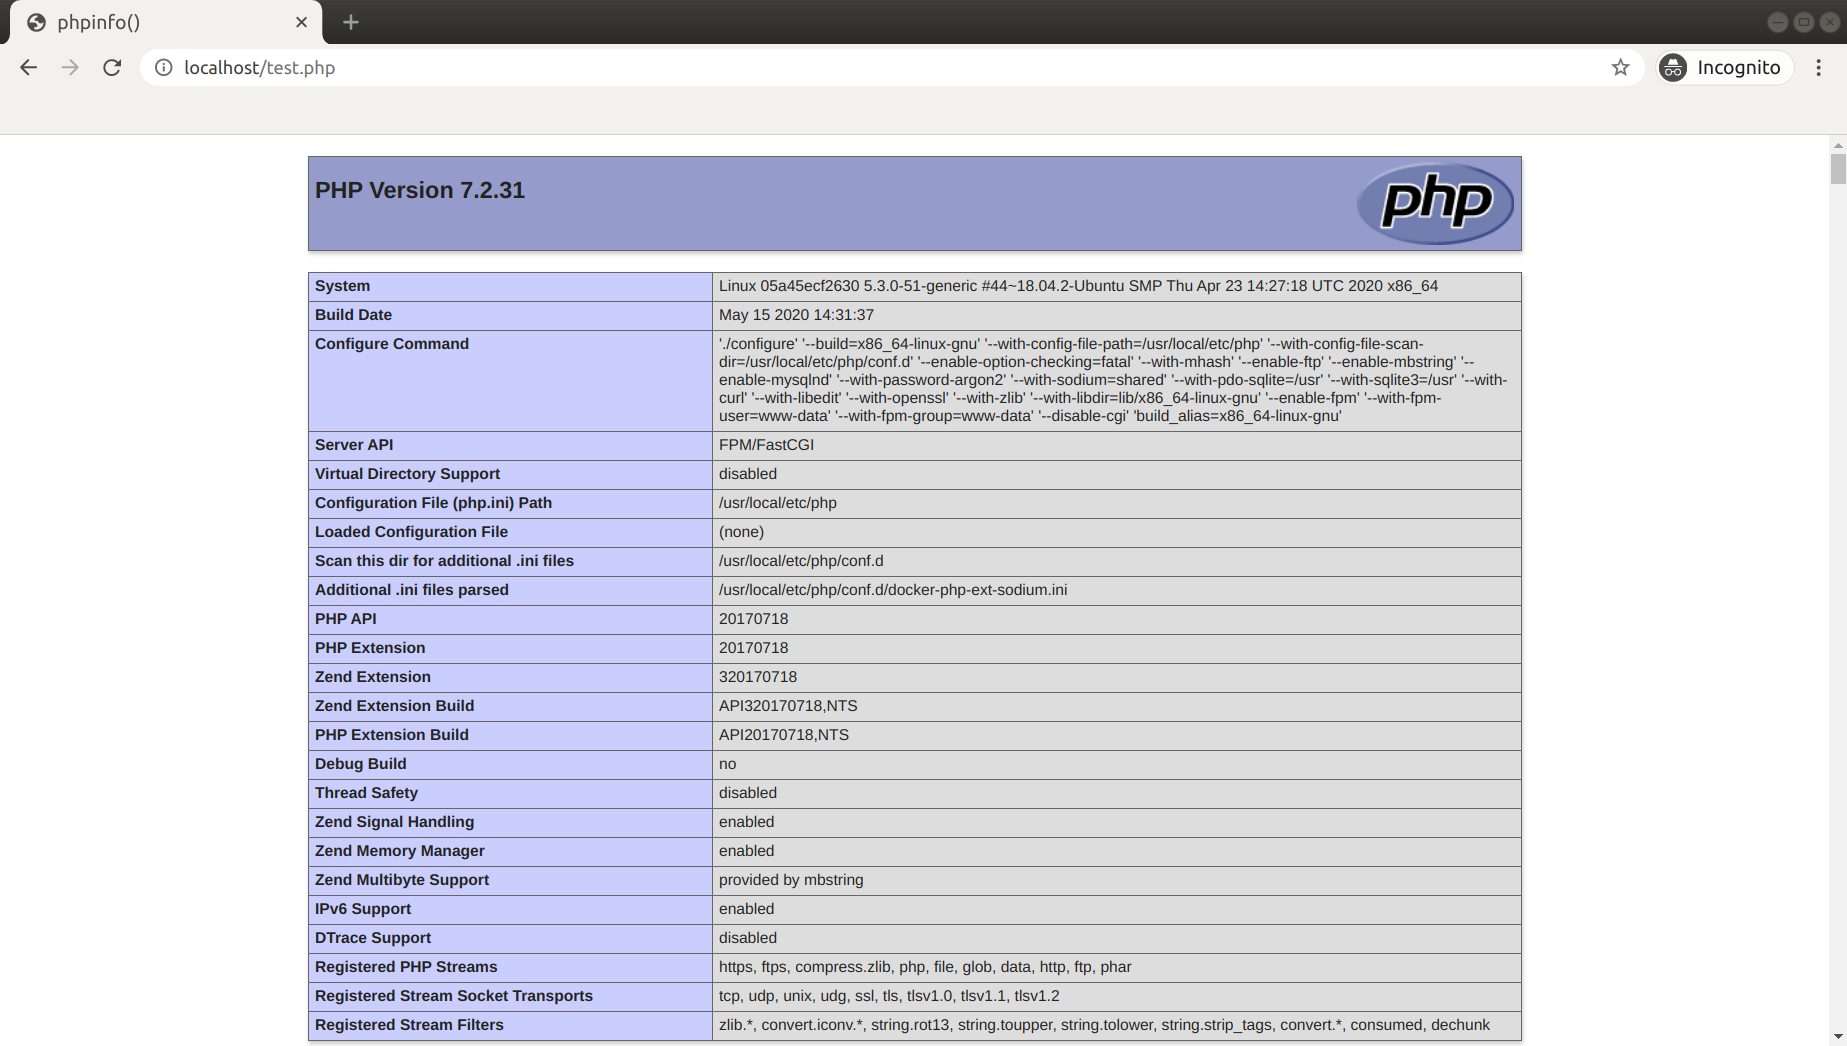 phpinfo()
localhost/test.php
Incognito
PHP Version 7.2.31
php
System Linux 05a45ecf2630 5.3.0-51-generic #44~18.04.2-Ubuntu SMP Thu Apr 23 14:27:18 UTC 2020 x86_64
Build Date May 15 2020 14:31:37
Configure Command './configure' '--build=x86_64-linux-gnu' '--with-config-file-path=/usr/local/etc/php' '--with-config-file-scan-
dir=/usr/local/etc/php/conf.d' '--enable-option-checking=fatal' '--with-mhash' '--enable-ftp' '--enable-mbstring' '--
enable-mysqlnd' '--with-password-argon2' '--with-sodium=shared' '--with-pdo-sqlite=/usr' '--with-sqlite3=/usr' '--with-
curl' '--with-libedit' '--with-openssl' '--with-zlib' '--with-libdir=lib/x86_64-linux-gnu' '--enable-fpm' '--with-fpm-
user=www-data' '--with-fpm-group=www-data' '--disable-cgi' 'build_alias=x86_64-linux-gnu'
Server API FPM/FastCGI
Virtual Directory Support disabled
Configuration File (php.ini) Path /usr/local/etc/php
Loaded Configuration File (none)
Scan this dir for additional .ini files /usr/local/etc/php/conf.d
Additional .ini files parsed /usr/local/etc/php/conf.d/docker-php-ext-sodium.ini
PHP API 20170718
PHP Extension 20170718
Zend Extension 320170718
Zend Extension Build API320170718,NTS
PHP Extension Build API20170718,NTS
Debug Build no
Thread Safety disabled
Zend Signal Handling enabled
Zend Memory Manager enabled
Zend Multibyte Support provided by mbstring
IPv6 Support enabled
DTrace Support disabled
Registered PHP Streams https, ftps, compress.zlib, php, file, glob, data, http, ftp, phar
Registered Stream Socket Transports tcp, udp, unix, udg, ssl, tls, tlsv1.0, tlsv1.1, tlsv1.2
Registered Stream Filters zlib.*, convert.iconv.*, string.rot13, string.toupper, string.tolower, string.strip_tags, convert.*, consumed, dechunk